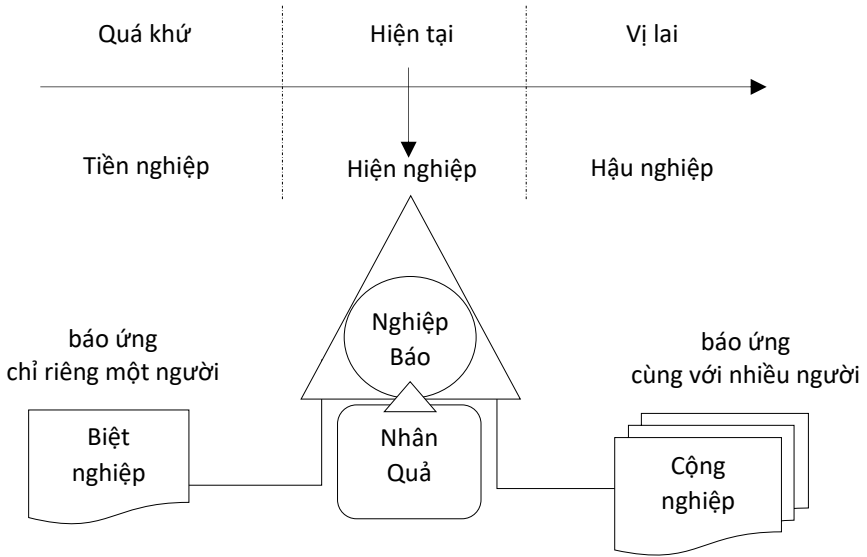 Quá khứ
Hiện tại
Vị lai
Tiền nghiệp
Hiện nghiệp
Hậu nghiệp
Nghiệp
Báo
báo ứng
chỉ riêng một người
báo ứng
cùng với nhiều người
Biệt
nghiệp
Nhân
Quả
Cộng
nghiệp